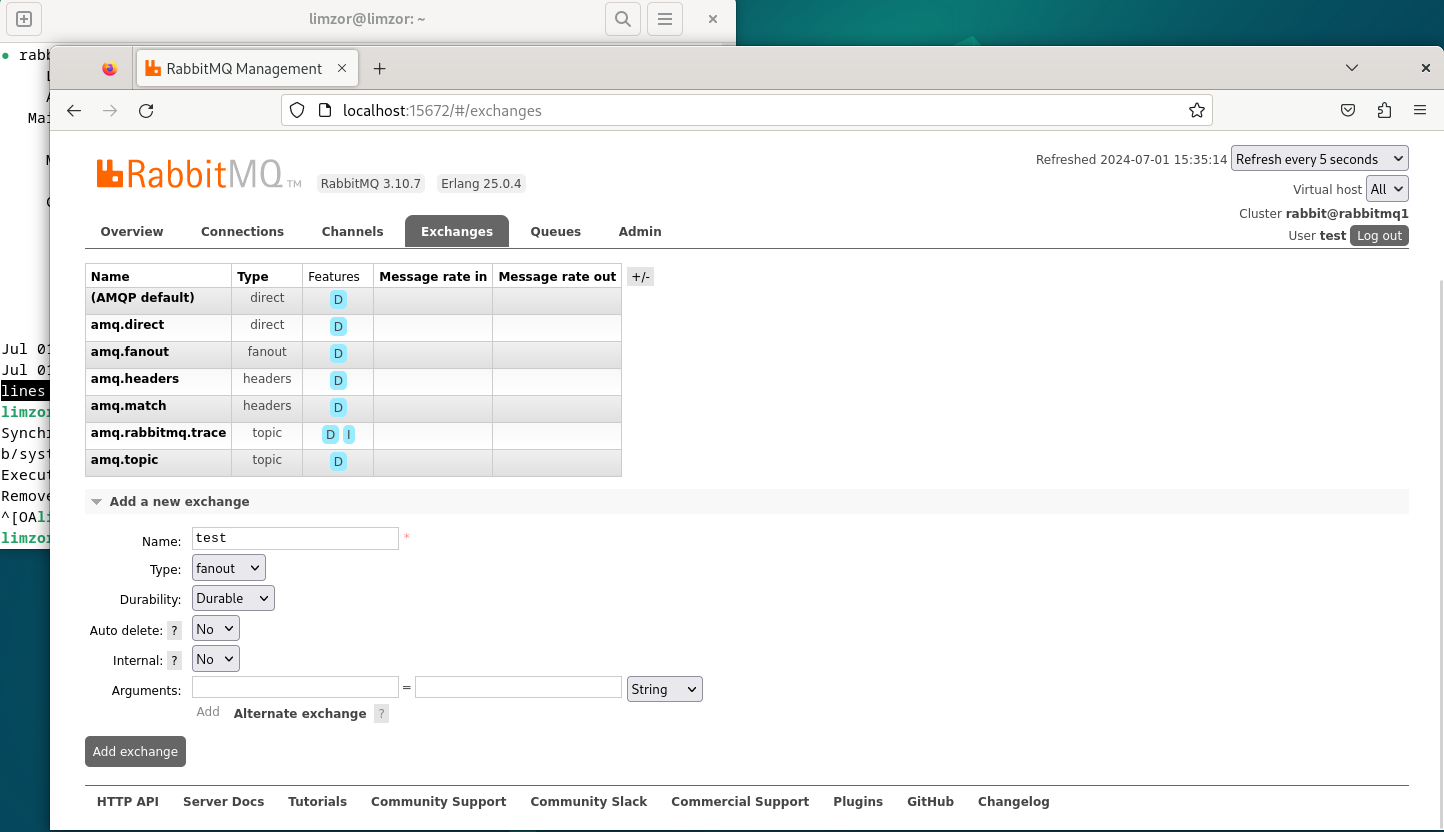 limzor@limzor: ~
● rabb
Mai
Jul 01
Jul 01
lines
limzor
Synchi
b/syst
Execut
Remove
^[OAli
limzor
RabbitMQ Management
localhost:15672/#/exchanges
RabbitMQ TM RabbitMQ 3.10.7 Erlang 25.0.4
Refreshed 2024-07-01 15:35:14 Refresh every 5 seconds
Virtual host All
Cluster rabbit@rabbitmq1
User test Log out
Overview Connections Channels Exchanges Queues Admin
Name Type Features Message rate in Message rate out +/-
(AMQP default) direct D
amq.direct direct D
amq.fanout fanout D
amq.headers headers D
amq.match headers D
amq.rabbitmq.trace topic D I
amq.topic topic D
Add a new exchange
Name: test *
Type: fanout
Durability: Durable
Auto delete: ? No
Internal: ? No
Arguments: = String
Add Alternate exchange ?
Add exchange
HTTP API Server Docs Tutorials Community Support Community Slack Commercial Support Plugins GitHub Changelog